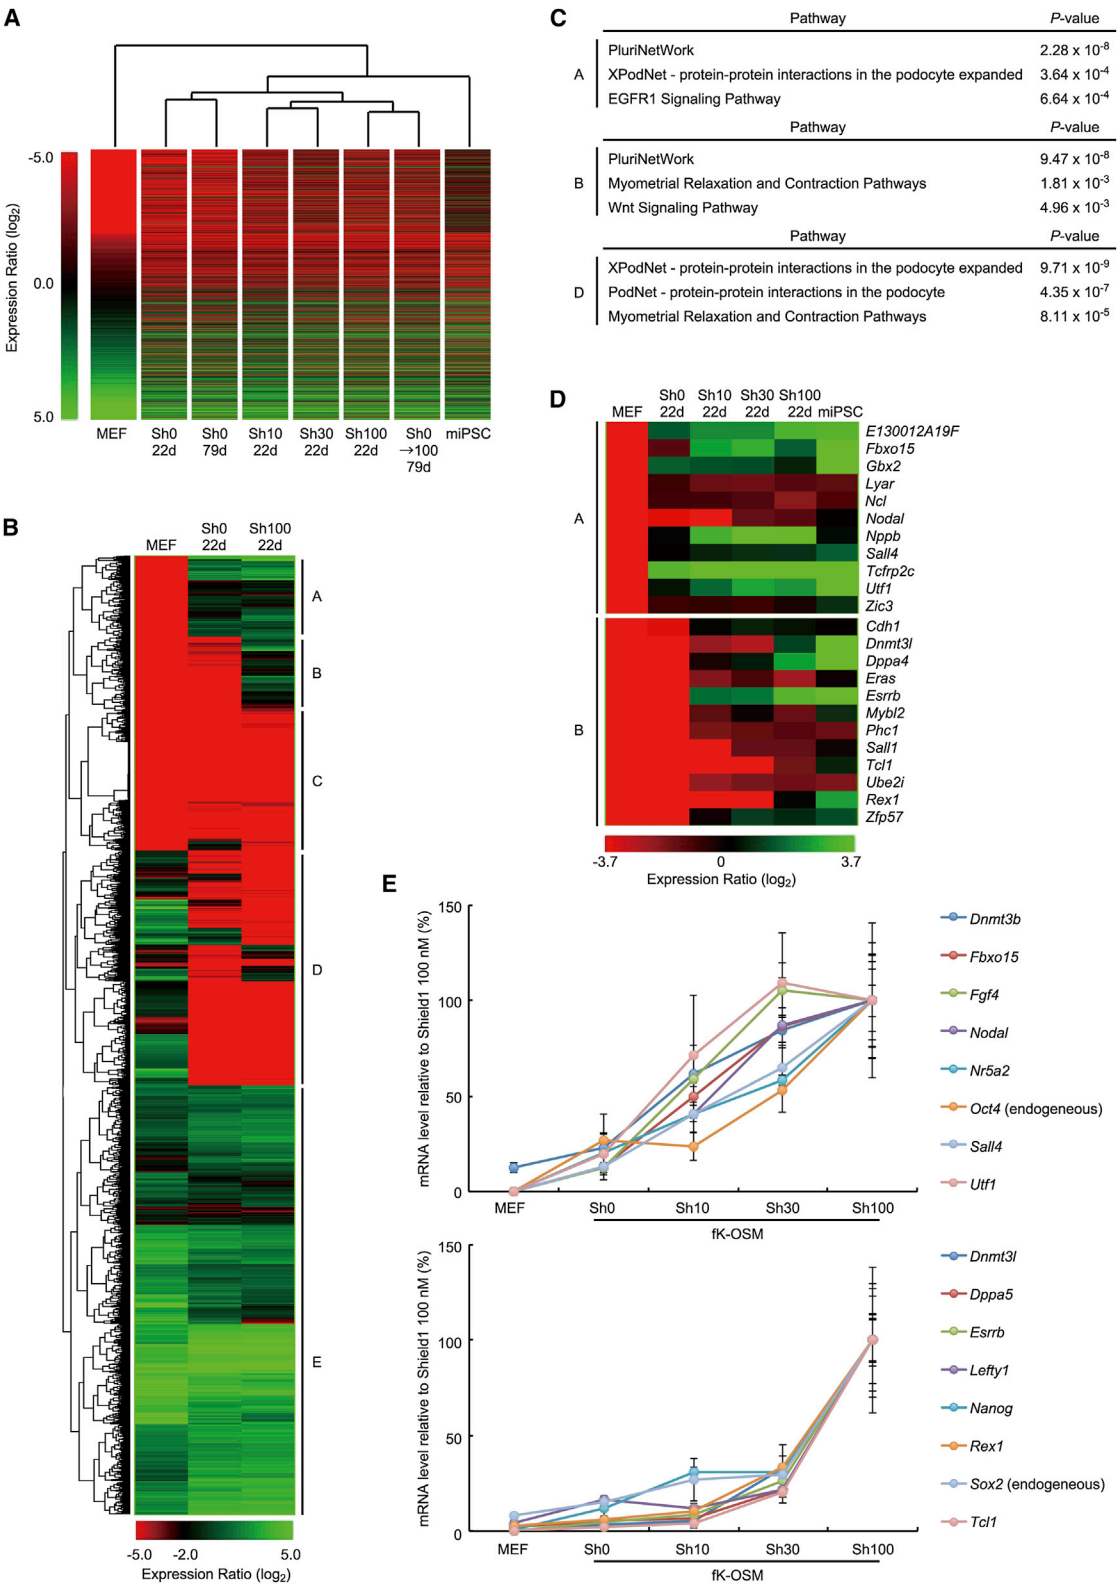 A
-5.0
0.0
5.0
Expression Ratio (log2)
MEF
Sh0 22d
Sh0 79d
Sh10 22d
Sh30 22d
Sh100 22d
Sh0 →100 79d
miPSC
B
MEF
Sh0 22d
Sh100 22d
A
B
C
D
E
-5.0 -2.0 5.0
Expression Ratio (log2)
C
Pathway P-value
A
PluriNetWork 2.28 x 10-8
XPodNet - protein-protein interactions in the podocyte expanded 3.64 x 10-4
EGFR1 Signaling Pathway 6.64 x 10-4
Pathway P-value
B
PluriNetWork 9.47 x 10-8
Myometrial Relaxation and Contraction Pathways 1.81 x 10-3
Wnt Signaling Pathway 4.96 x 10-3
Pathway P-value
D
XPodNet - protein-protein interactions in the podocyte expanded 9.71 x 10-9
PodNet - protein-protein interactions in the podocyte 4.35 x 10-7
Myometrial Relaxation and Contraction Pathways 8.11 x 10-5
D
Sh0 Sh10 Sh30 Sh100
MEF 22d 22d 22d 22d miPSC
A
E130012A19F
Fbxo15
Gbx2
Lyar
Ncl
Nodal
Nppb
Sall4
Tcfrp2c
Utf1
Zic3
B
Cdh1
Dnmt3l
Dppa4
Eras
Esrrb
Mybl2
Phc1
Sall1
Tcl1
Ube2i
Rex1
Zfp57
-3.7 0 3.7
Expression Ratio (log2)
E
mRNA level relative to Shield1 100 nM (%)
150
100
50
0
MEF Sh0 Sh10 Sh30 Sh100
fK-OSM
Dnmt3b
Fbxo15
Fgf4
Nodal
Nr5a2
Oct4 (endogeneous)
Sall4
Utf1
mRNA level relative to Shield1 100 nM (%)
150
100
50
0
MEF Sh0 Sh10 Sh30 Sh100
fK-OSM
Dnmt3l
Dppa5
Esrrb
Lefty1
Nanog
Rex1
Sox2 (endogeneous)
Tcl1